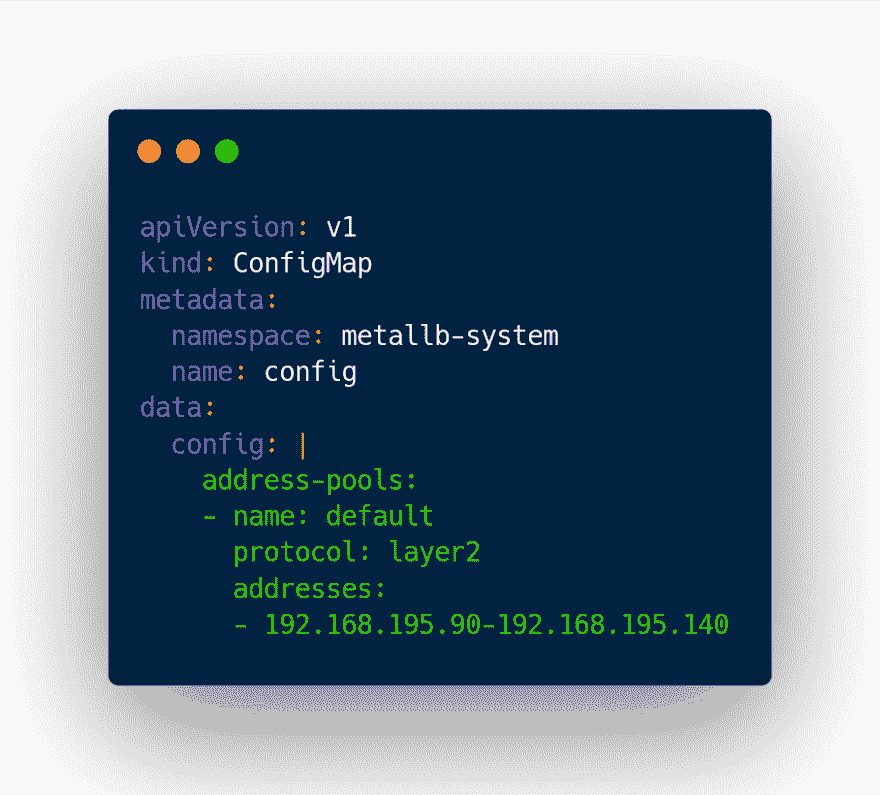 apiVersion: v1
kind: ConfigMap
metadata:
  namespace: metallb-system
  name: config
data:
  config: |
    address-pools:
    - name: default
      protocol: layer2
      addresses:
      - 192.168.195.90-192.168.195.140